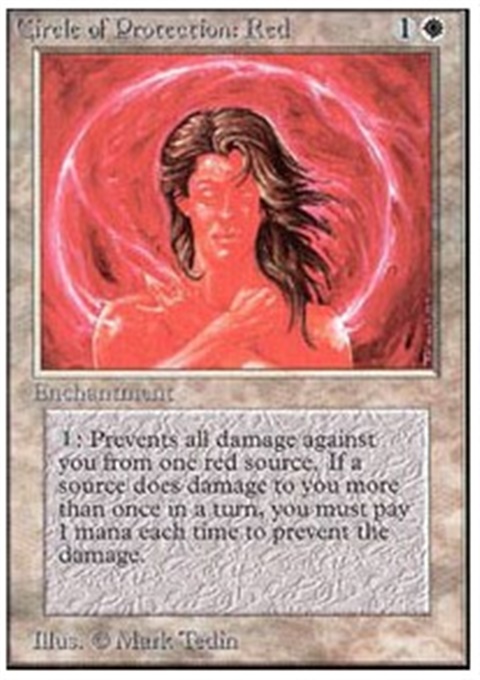 Circle of Protection: Red 1
Enchantment
1: Prevents all damage against
you from one red source. If a
source does damage to you more
than once in a turn, you must pay
1 mana each time to prevent the
damage.
Illus. © Mark Tedin